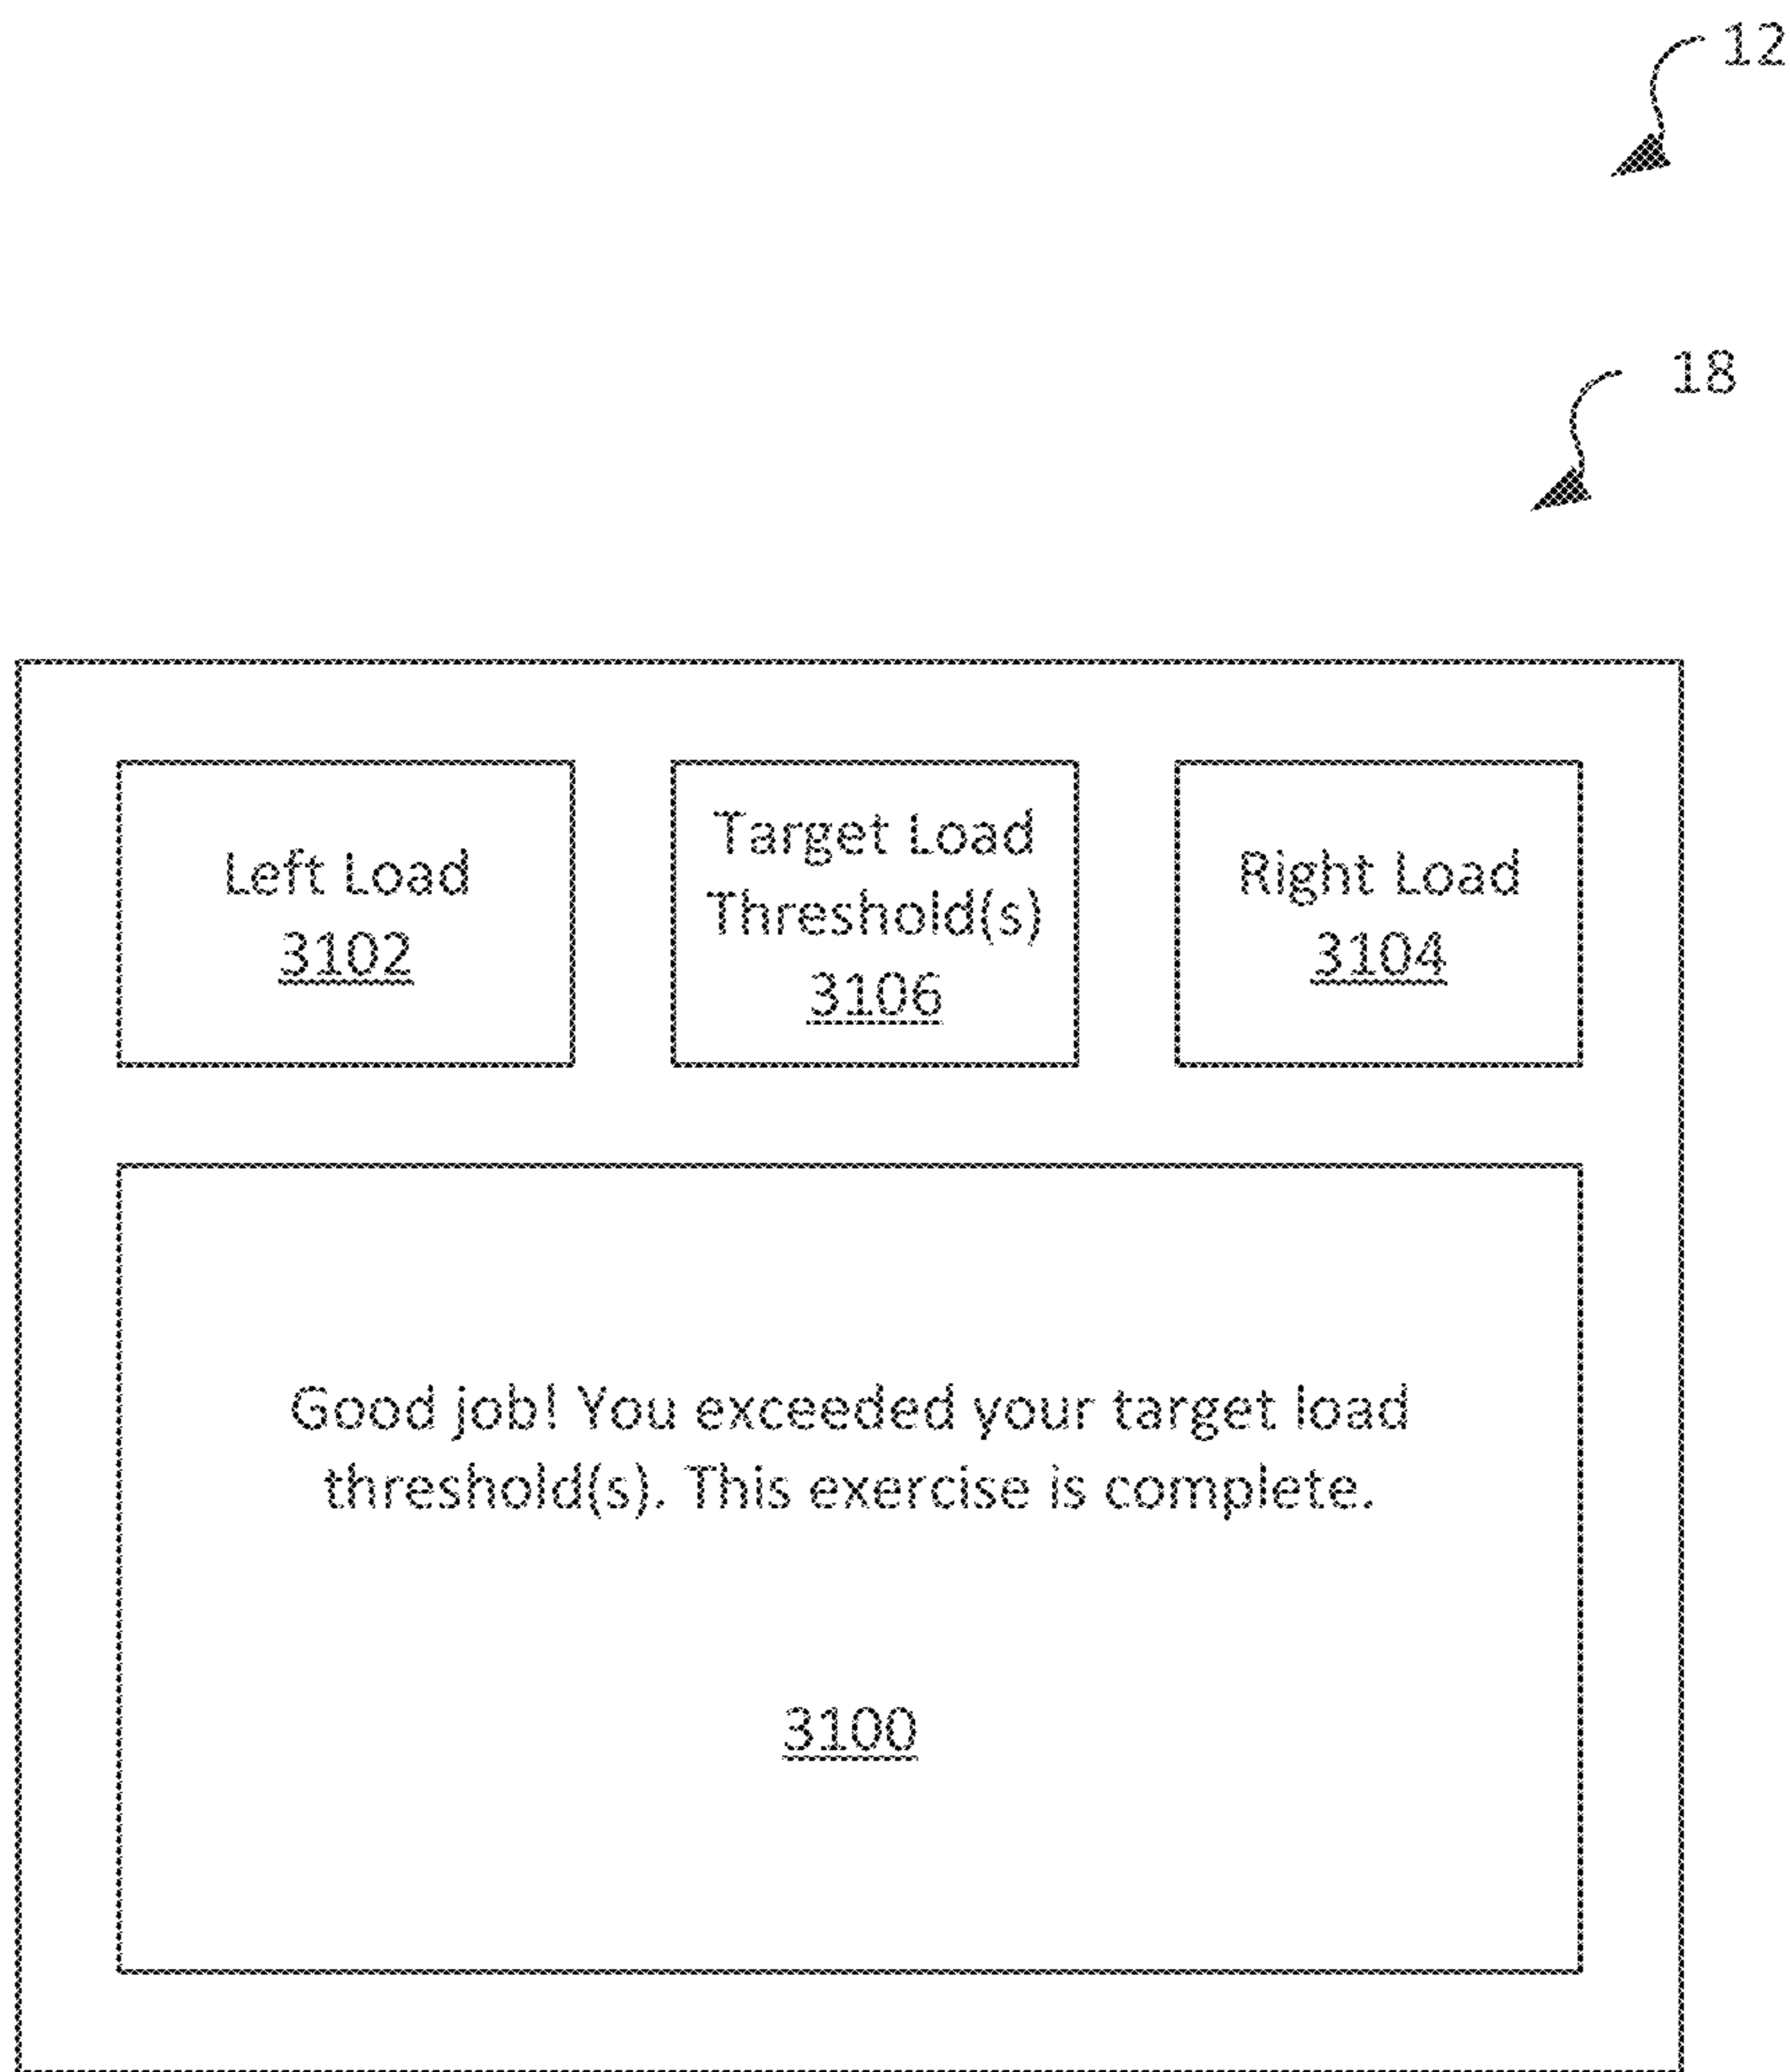 12
18
Left Load
3102
Target Load
Threshold(s)
3106
Right Load
3104
Good job! You exceeded your target load
threshold(s). This exercise is complete.
3100